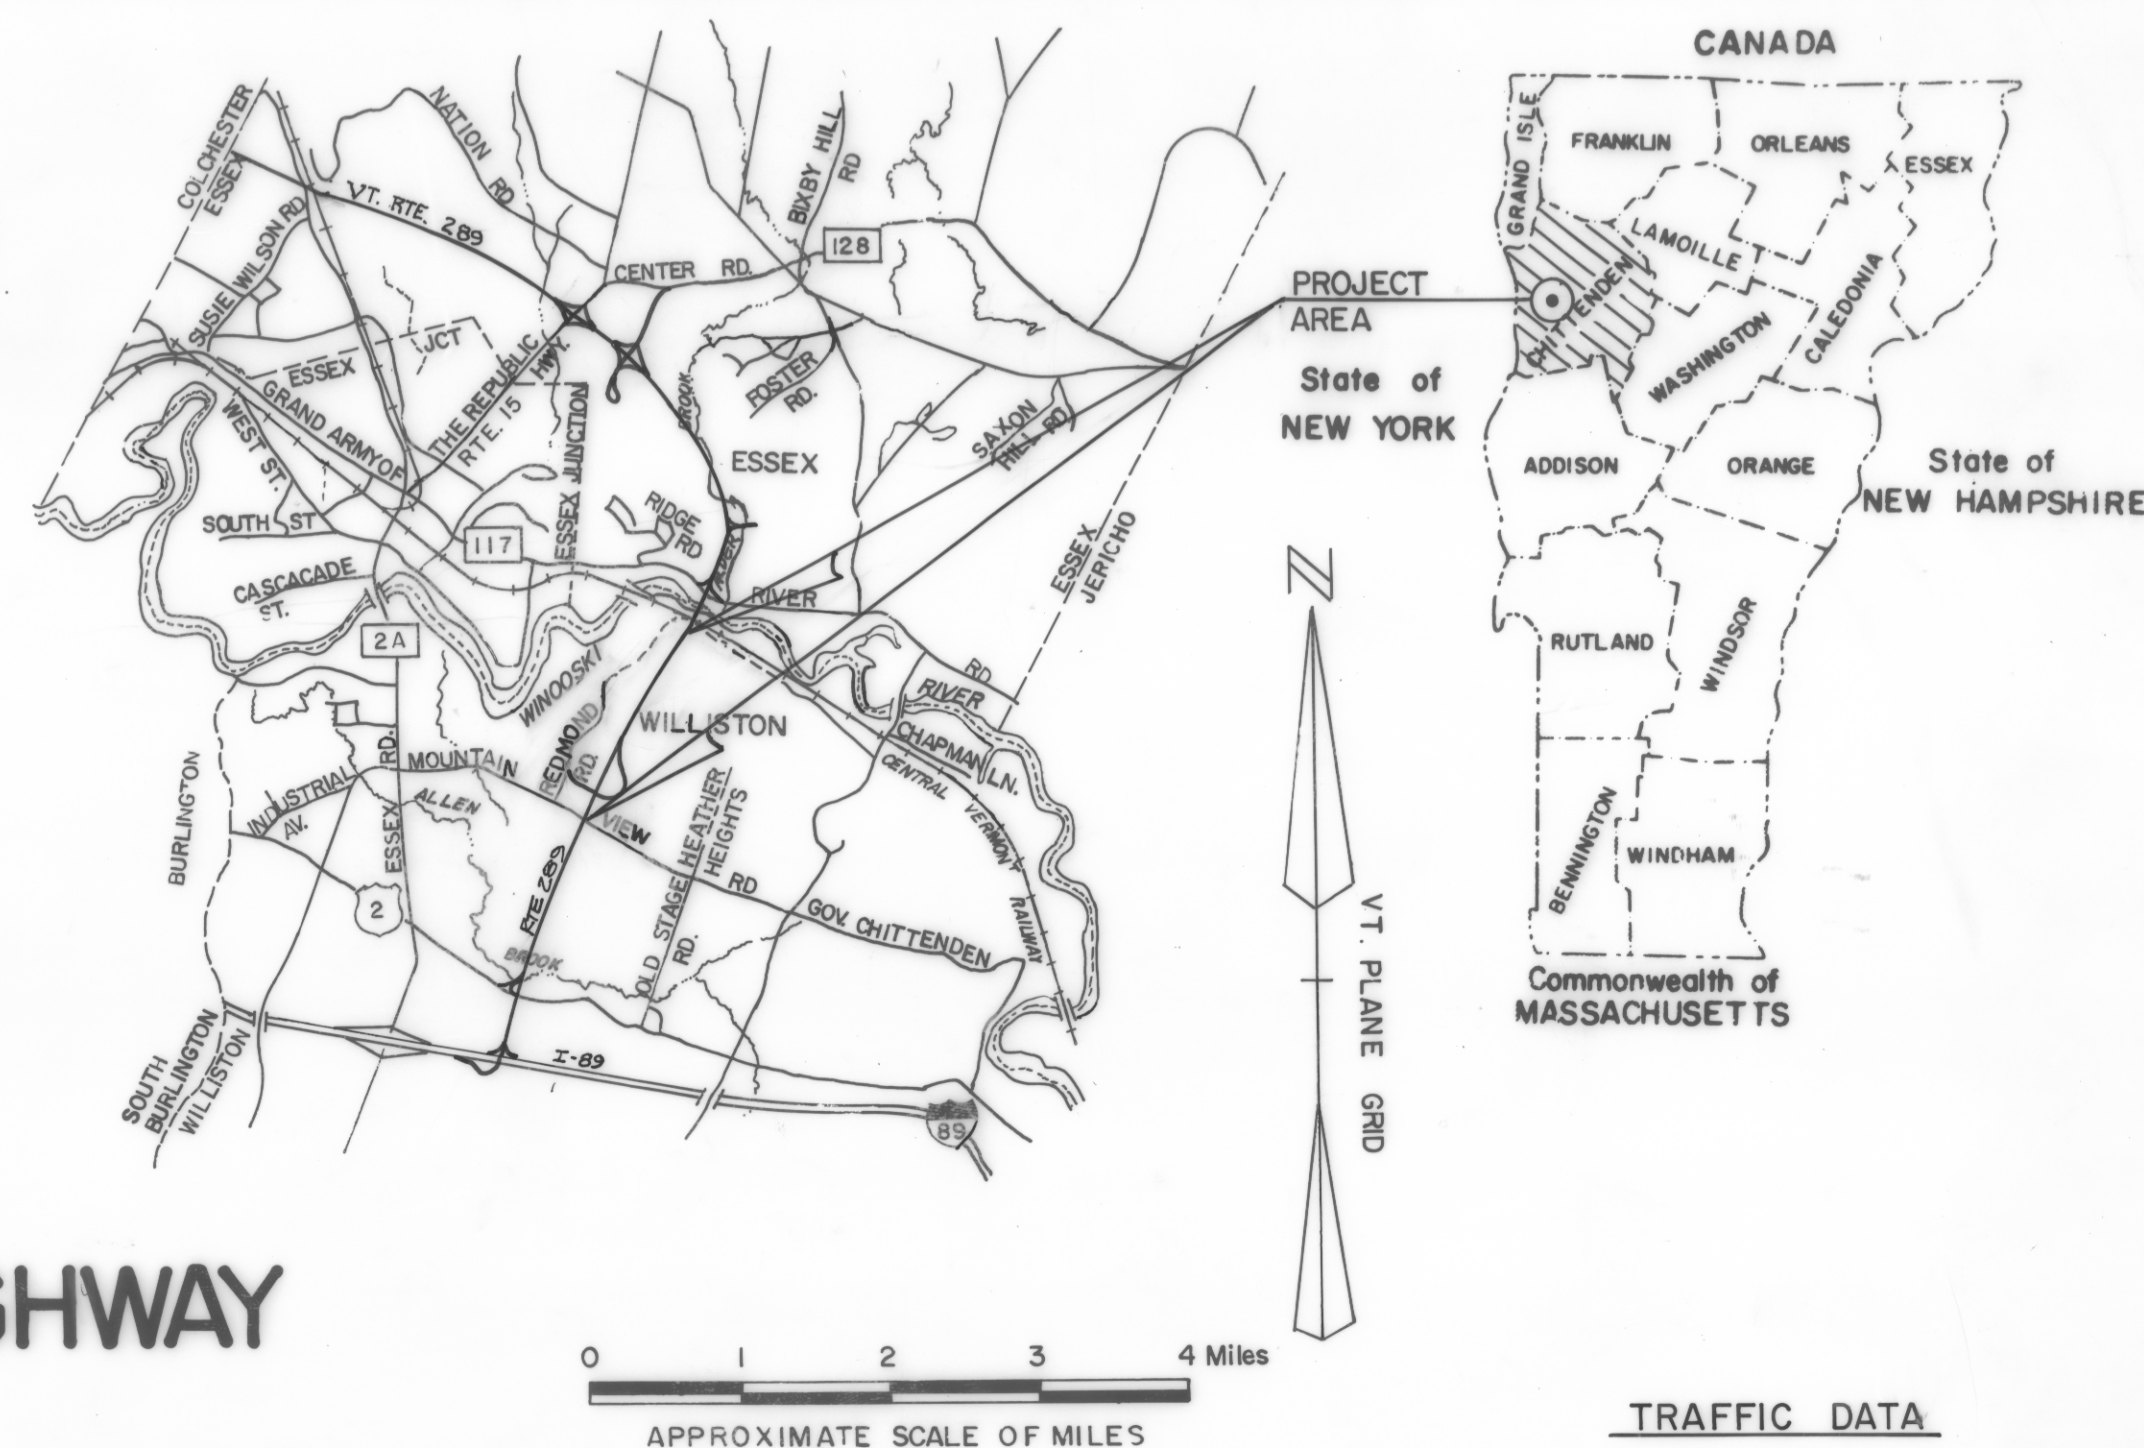 CANADA
COLCHESTER
ESSEX
NATION
RD
VT. RTE. 289
BIXBY HILL
RD
128
CENTER RD.
SUSIE WILSON RD.
ESSEX
JCT
THE REPUBLIC
HWY.
RTE. 15
GRAND ARMY OF
WEST ST.
SOUTH ST
CASCACADE
ST.
117
ESSEX JUNCTION
BROOK
FOSTER
RD.
ESSEX
SAXON
HILL RD
RIDGE
RD
ALDER
RIVER
RD
ESSEX
JERICHO
2A
WINOOSKI
RIVER
REDMOND
RD.
WILLISTON
CHAPMAN LN.
CENTRAL VERMON RAILWAY
BURLINGTON
INDUSTRIAL
AV.
ESSEX RD.
MOUNTAIN
VIEW
RD
ALLEN
BROOK
HEATHER
HEIGHTS
OLD STAGE
RD.
GOV. CHITTENDEN
RTE. 289
2
SOUTH
BURLINGTON
WILLISTON
I-89
89
PROJECT
AREA
State of
NEW YORK
GRAND ISLE
FRANKLIN
ORLEANS
ESSEX
LAMOILLE
CHITTENDEN
WASHINGTON
CALEDONIA
ADDISON
ORANGE
State of
NEW HAMPSHIRE
RUTLAND
WINDSOR
BENNINGTON
WINDHAM
Commonwealth of
MASSACHUSETTS
N
VT. PLANE GRID
GHWAY
0 1 2 3 4 Miles
APPROXIMATE SCALE OF MILES
TRAFFIC DATA